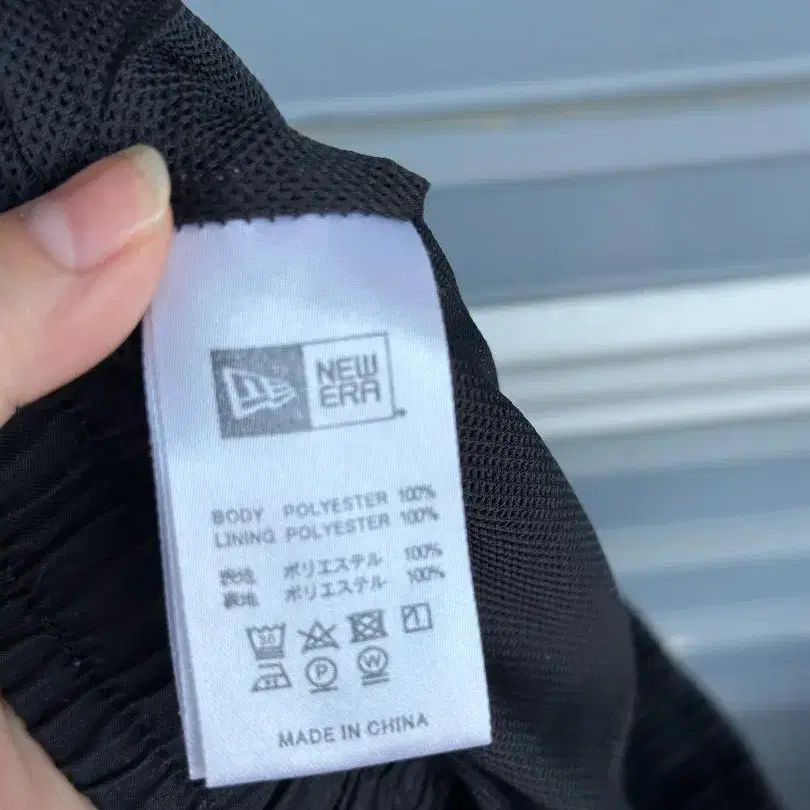 NEW
ERA
BODY POLYESTER 100%
LINING POLYESTER 100%
表地 ポリエステル 100%
裏地 ポリエステル 100%
P W
MADE IN CHINA